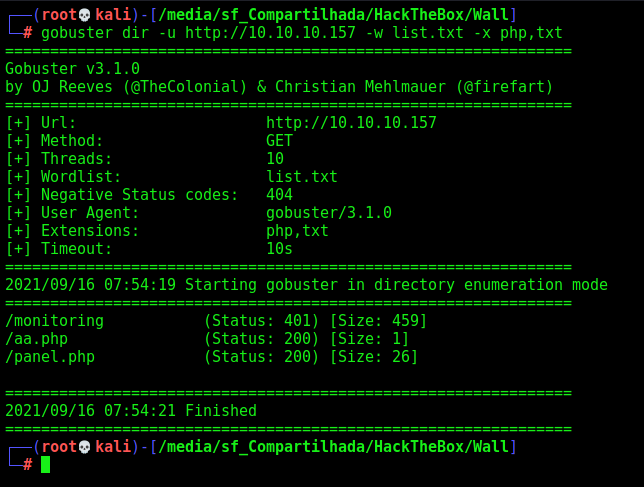 ┌──(root💀kali)-[/media/sf_Compartilhada/HackTheBox/Wall]
└─# gobuster dir -u http://10.10.10.157 -w list.txt -x php,txt
===============================================================
Gobuster v3.1.0
by OJ Reeves (@TheColonial) & Christian Mehlmauer (@firefart)
===============================================================
[+] Url:                     http://10.10.10.157
[+] Method:                  GET
[+] Threads:                 10
[+] Wordlist:                list.txt
[+] Negative Status codes:   404
[+] User Agent:              gobuster/3.1.0
[+] Extensions:              php,txt
[+] Timeout:                 10s
===============================================================
2021/09/16 07:54:19 Starting gobuster in directory enumeration mode
===============================================================
/monitoring           (Status: 401) [Size: 459]
/aa.php               (Status: 200) [Size: 1]
/panel.php            (Status: 200) [Size: 26]
===============================================================
2021/09/16 07:54:21 Finished
===============================================================
┌──(root💀kali)-[/media/sf_Compartilhada/HackTheBox/Wall]
└─#